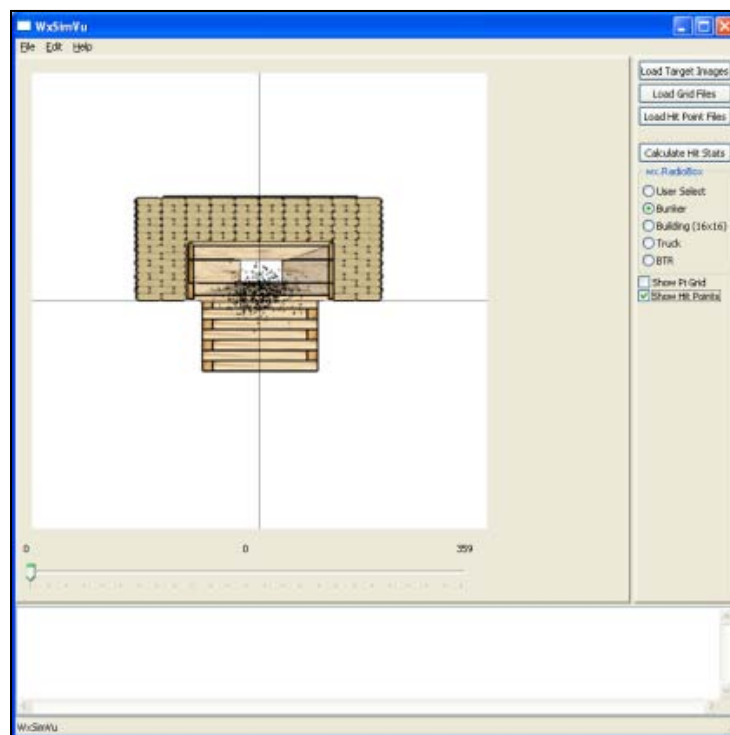 WxSimVu
File Edit Help
Load Target Images
Load Grid Files
Load Hit Point Files
Calculate Hit Stats
wx.RadioBox
User Select
Bunker
Building (16x16)
Truck
BTR
Show Pt Grid
Show Hit Points
0 0 359
WxSimVu